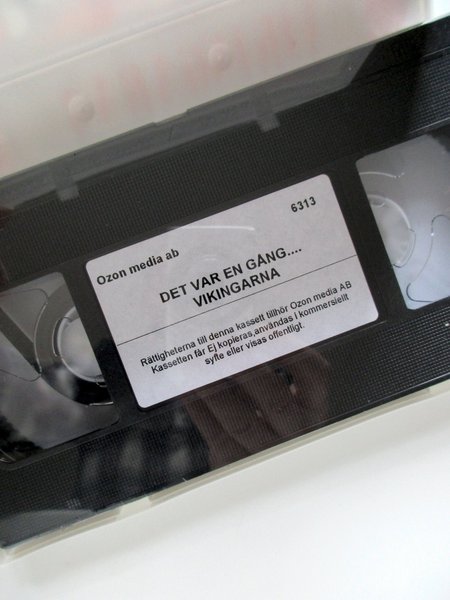 Ozon media ab 6313
DET VAR EN GÅNG....
VIKINGARNA
Rättigheterna till denna kassett tillhör Ozon media AB
Kassetten får Ej kopieras,användas i kommersiellt
syfte eller visas offentligt.